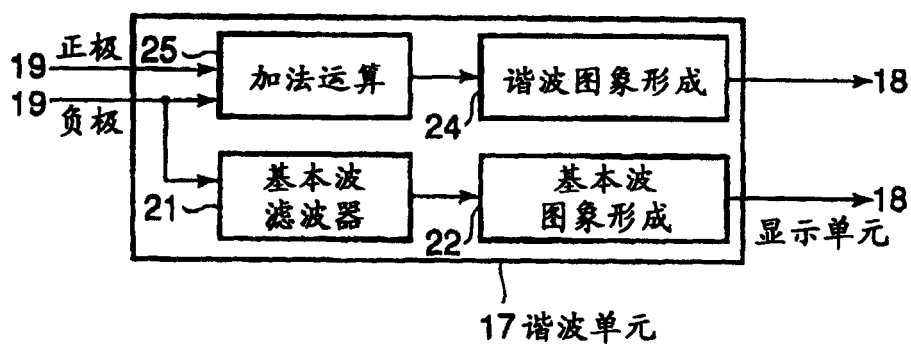 19 正极
25
加法运算
24
谐波图象形成
18
19 负极
21
基本波
滤波器
22
基本波
图象形成
18
显示单元
17 谐波单元